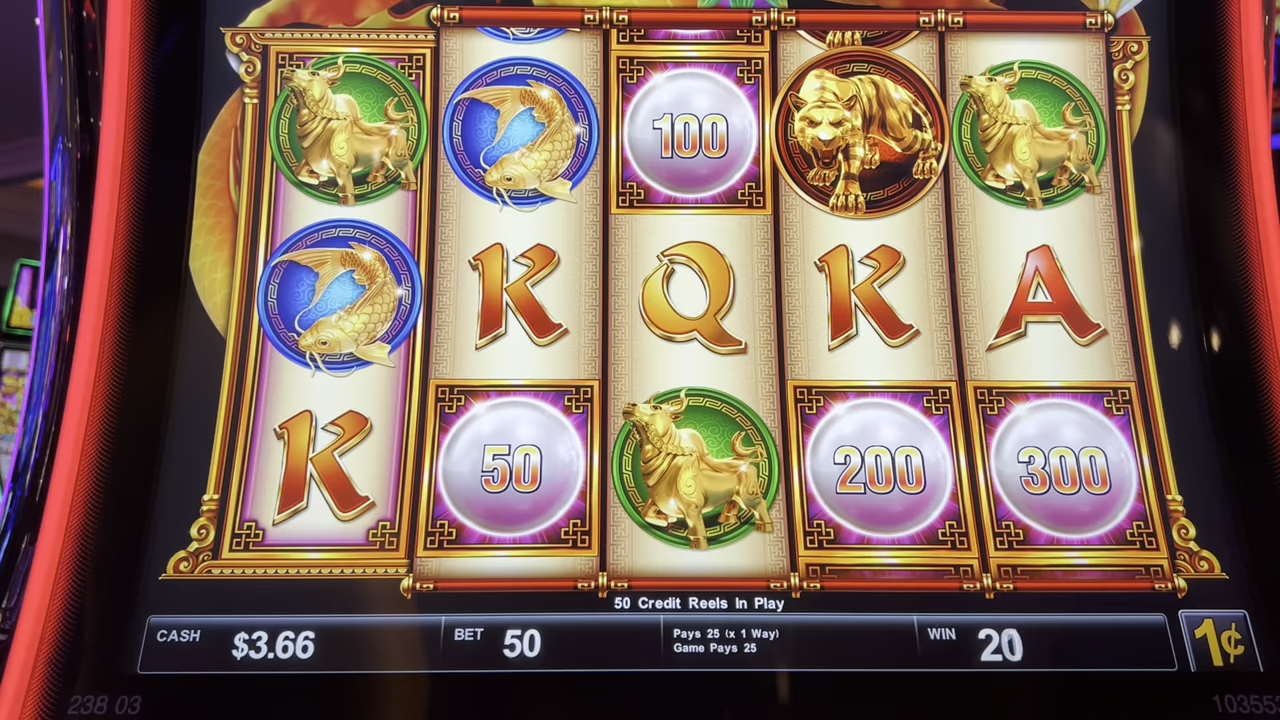 100
K Q K A
K 50 200 300
50 Credit Reels In Play
CASH $3.66 BET 50 Pays 25 (x 1 Way) WIN 20 1¢
Game Pays 25
238 03